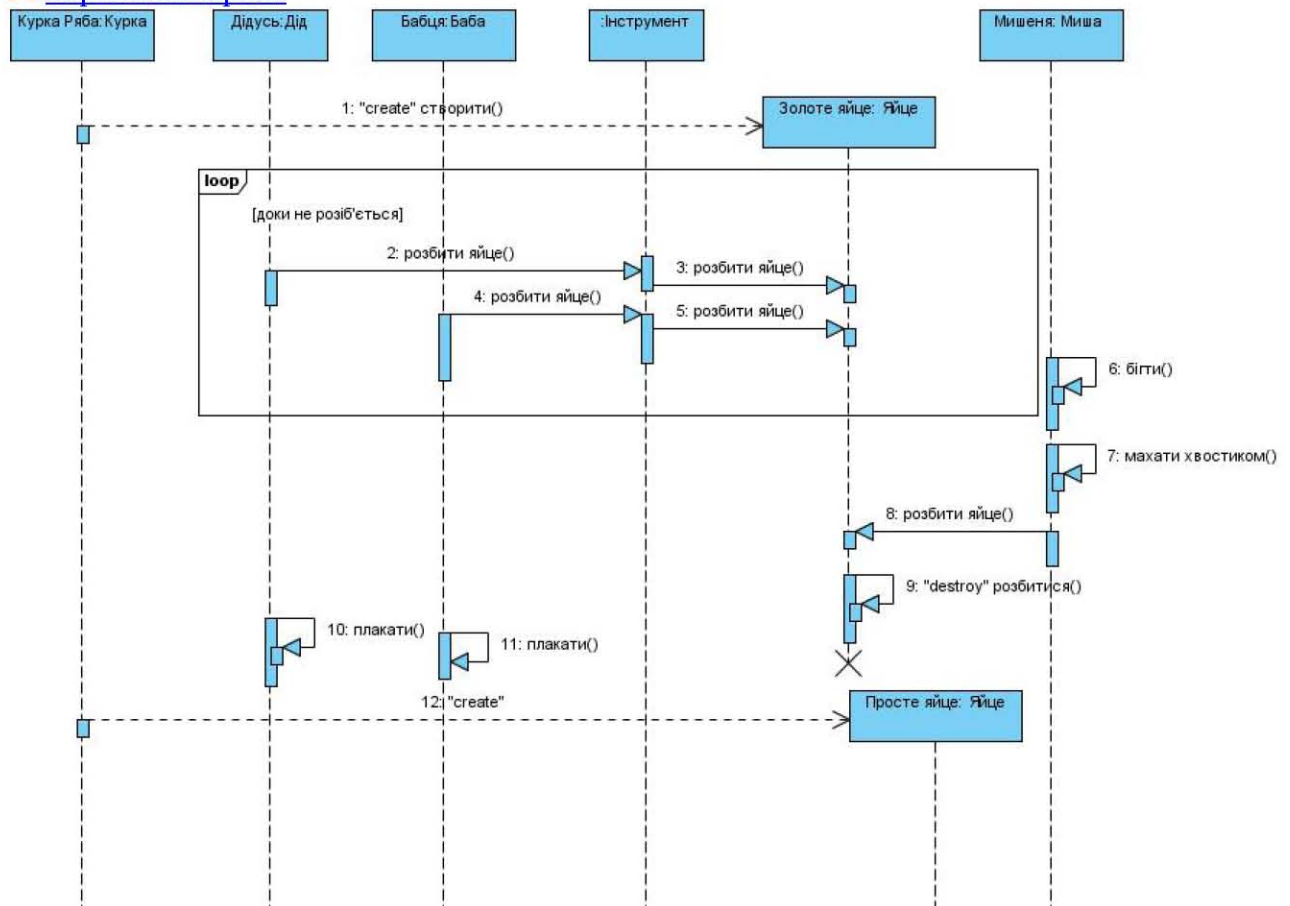 Курка Ряба:Курка
Дідусь:Дід
Бабця:Баба
:Інструмент
Мишеня: Миша
1: "create" створити()
Золоте яйце: Яйце
loop
[доки не розіб'ється]
2: розбити яйце()
3: розбити яйце()
4: розбити яйце()
5: розбити яйце()
6: бігти()
7: махати хвостиком()
8: розбити яйце()
9: "destroy" розбитися()
10: плакати()
11: плакати()
12: "create"
Просте яйце: Яйце